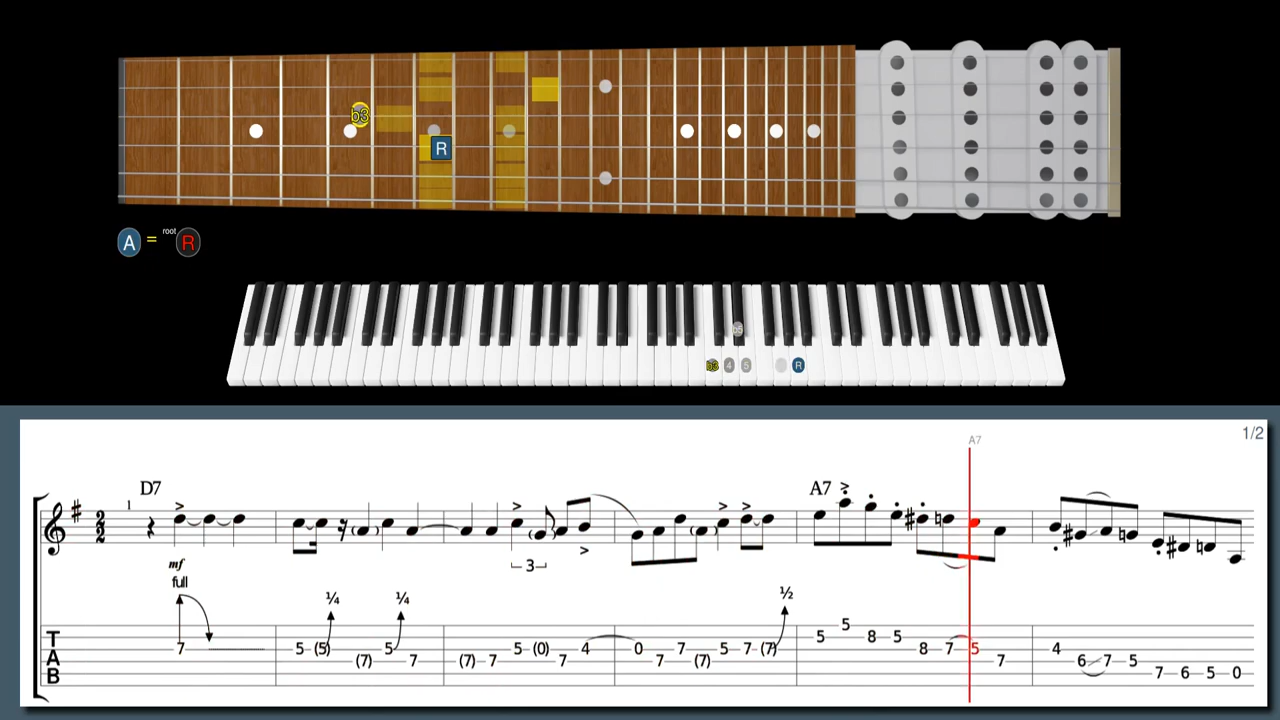 b3
R
A = root R
b5
b3 4 5 R
1/2
A7
D7 A7
1
2
2
3
mf
full
¼ ¼ ½
T
A
B
7 5 (5) (7) 5 7 (7) 7 5 (0) 7 4 0 7 7 (7) 5 7 (7) 5 5 8 5 8 7 5 7 4 6 7 5 7 6 5 0